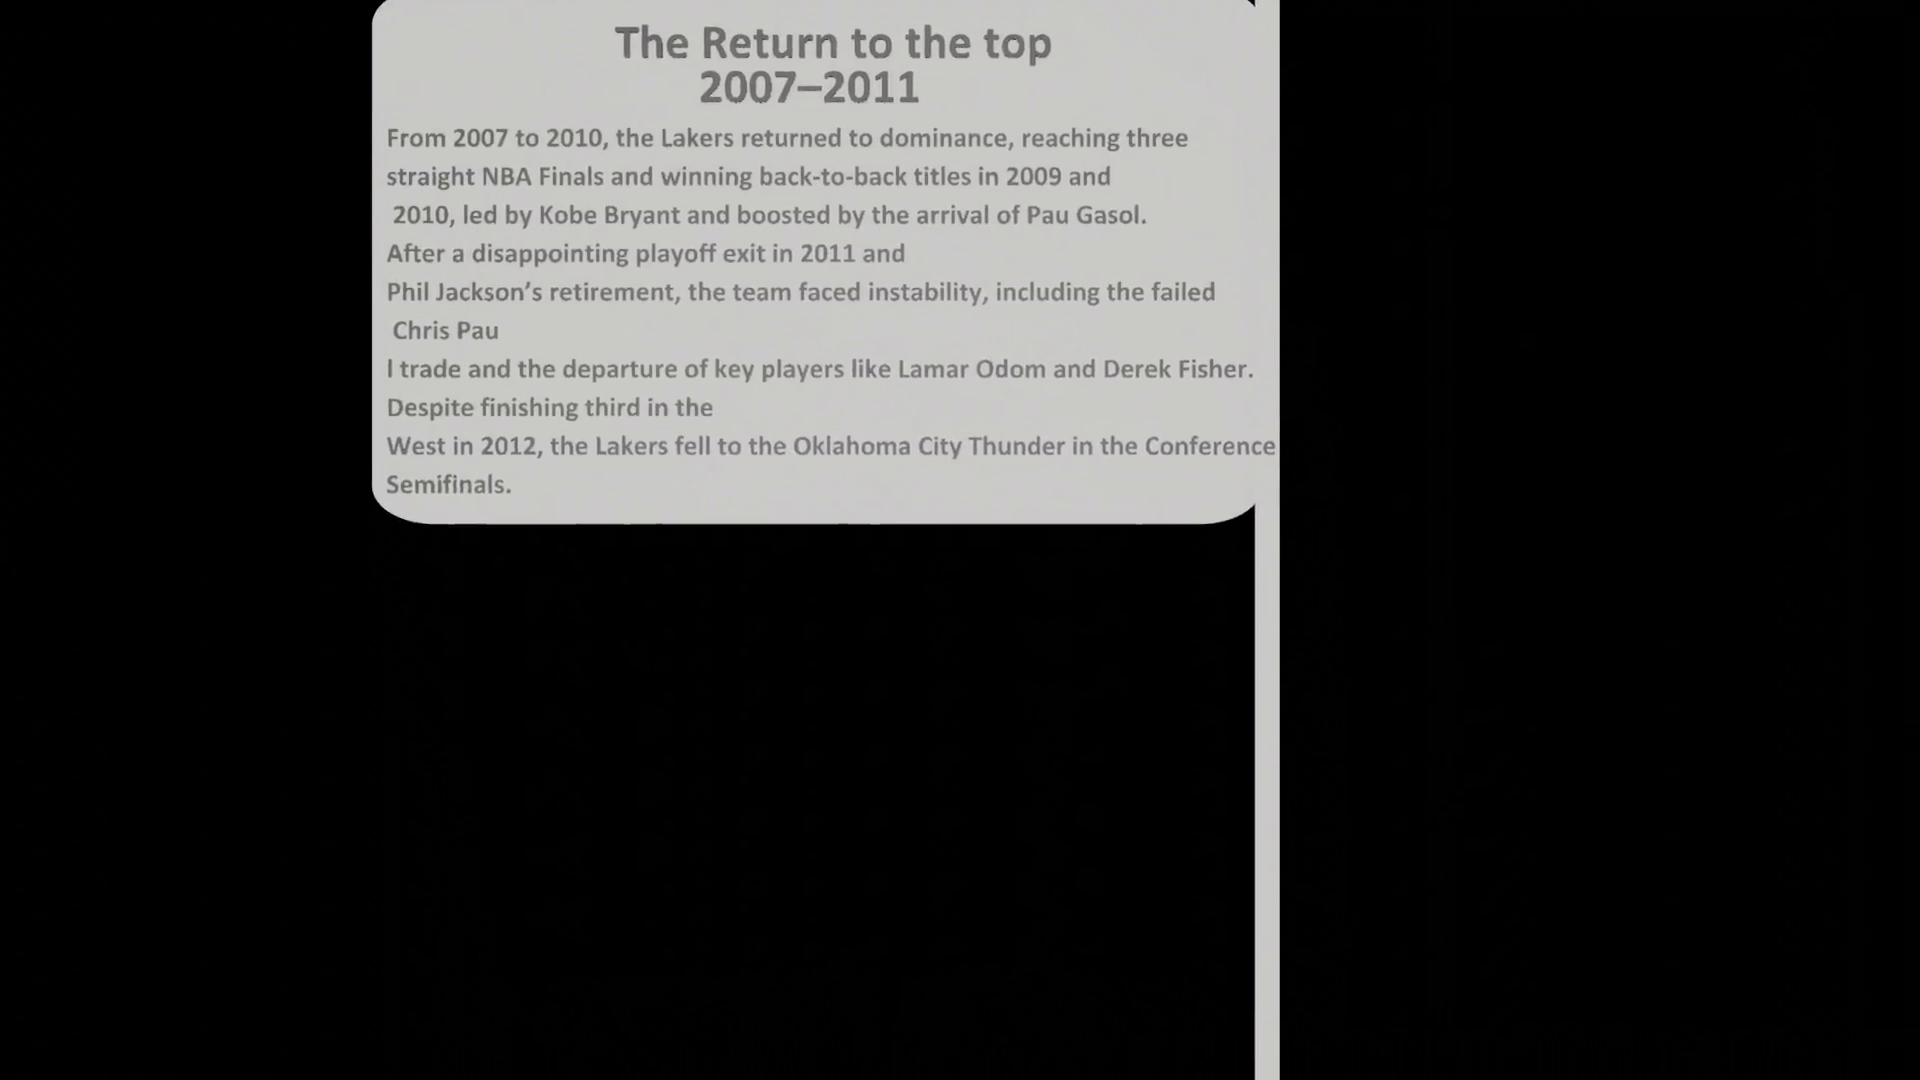 The Return to the top
2007–2011
From 2007 to 2010, the Lakers returned to dominance, reaching three
straight NBA Finals and winning back-to-back titles in 2009 and
2010, led by Kobe Bryant and boosted by the arrival of Pau Gasol.
After a disappointing playoff exit in 2011 and
Phil Jackson’s retirement, the team faced instability, including the failed
Chris Pau
l trade and the departure of key players like Lamar Odom and Derek Fisher.
Despite finishing third in the
West in 2012, the Lakers fell to the Oklahoma City Thunder in the Conference
Semifinals.